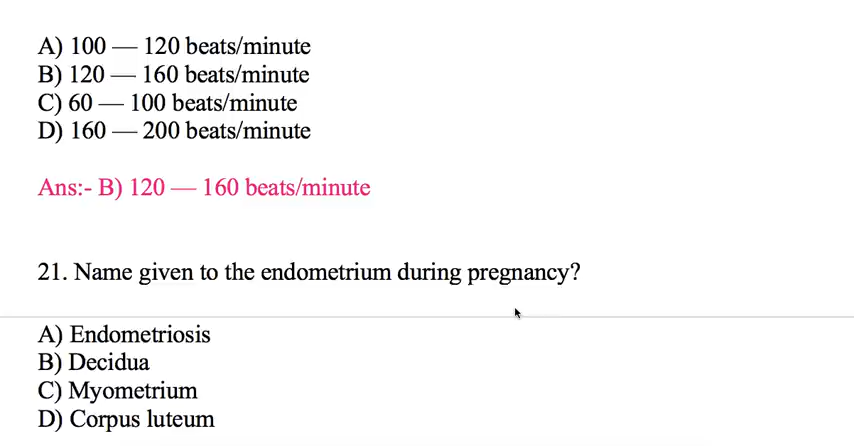 A) 100 — 120 beats/minute
B) 120 — 160 beats/minute
C) 60 — 100 beats/minute
D) 160 — 200 beats/minute
Ans:- B) 120 — 160 beats/minute
21. Name given to the endometrium during pregnancy?
A) Endometriosis
B) Decidua
C) Myometrium
D) Corpus luteum